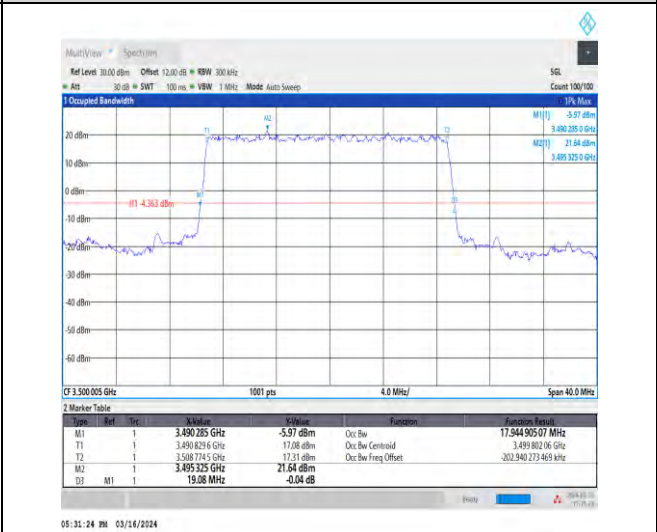 MultiView Spectrum
Ref Level 30.00 dBm Offset 12.00 dB RBW 300 kHz SGL
Att 30 dB SWT 100 ms VBW 1 MHz Mode Auto Sweep Count 100/100
1 Occupied Bandwidth 1Pk Max
M1[1] -5.97 dBm
3.490 285 0 GHz
M2[1] 21.64 dBm
3.495 325 0 GHz
M2
T1 T2
20 dBm
10 dBm
0 dBm
M1
H1 -4.363 dBm
D3
-10 dBm
-20 dBm
-30 dBm
-40 dBm
-50 dBm
-60 dBm
CF 3.500 005 GHz 1001 pts 4.0 MHz/ Span 40.0 MHz
2 Marker Table
Type Ref Trc X-Value Y-Value Function Function Result
M1 1 3.490 285 GHz -5.97 dBm Occ Bw 17.944 905 07 MHz
T1 1 3.490 829 6 GHz 17.08 dBm Occ Bw Centroid 3.499 802 06 GHz
T2 1 3.508 774 5 GHz 17.31 dBm Occ Bw Freq Offset -202.940 273 469 kHz
M2 1 3.495 325 GHz 21.64 dBm
D3 M1 1 19.08 MHz -0.04 dB
05:31:24 PM 03/16/2024